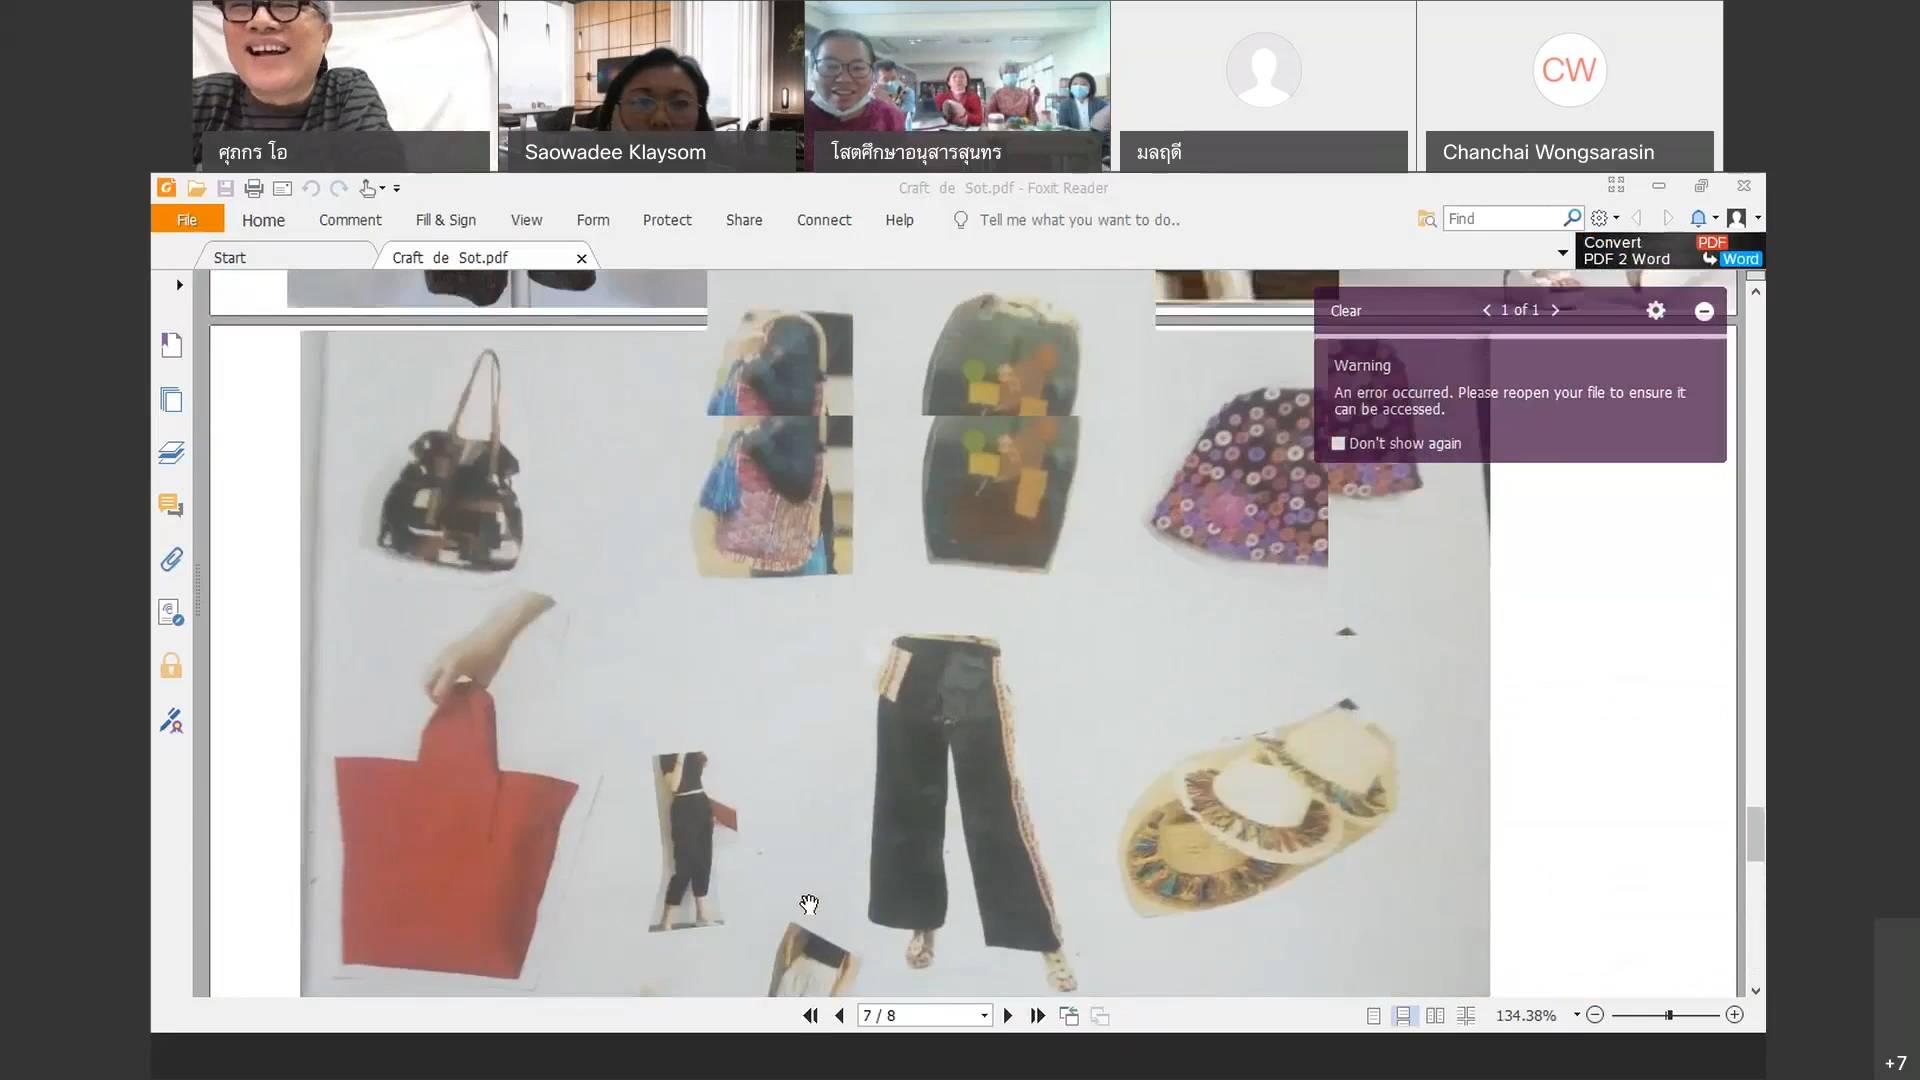 CW
ศุภกร โอ
Saowadee Klaysom
โสตศึกษาอนุสารสุนทร
มลฤดี
Chanchai Wongsarasin
Craft de Sot.pdf - Foxit Reader
File
Home
Comment
Fill & Sign
View
Form
Protect
Share
Connect
Help
Tell me what you want to do..
Find
Start
Craft de Sot.pdf
Convert PDF
PDF 2 Word Word
Clear
1 of 1
Warning
An error occurred. Please reopen your file to ensure it
can be accessed.
Don't show again
7 / 8
134.38%
+7